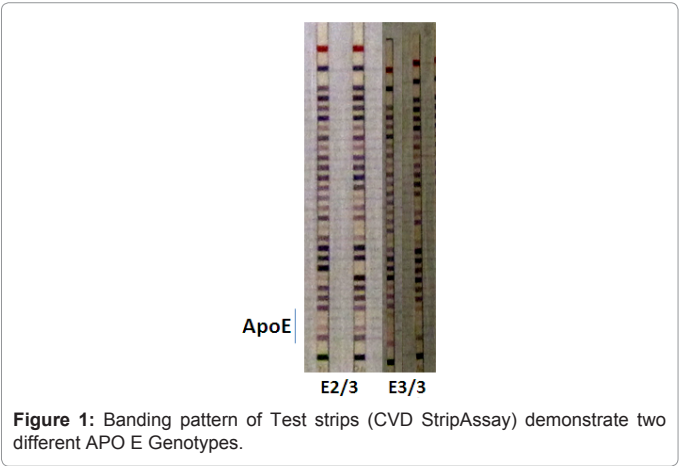 ApoE
E2/3 E3/3
Figure 1: Banding pattern of Test strips (CVD StripAssay) demonstrate two
different APO E Genotypes.